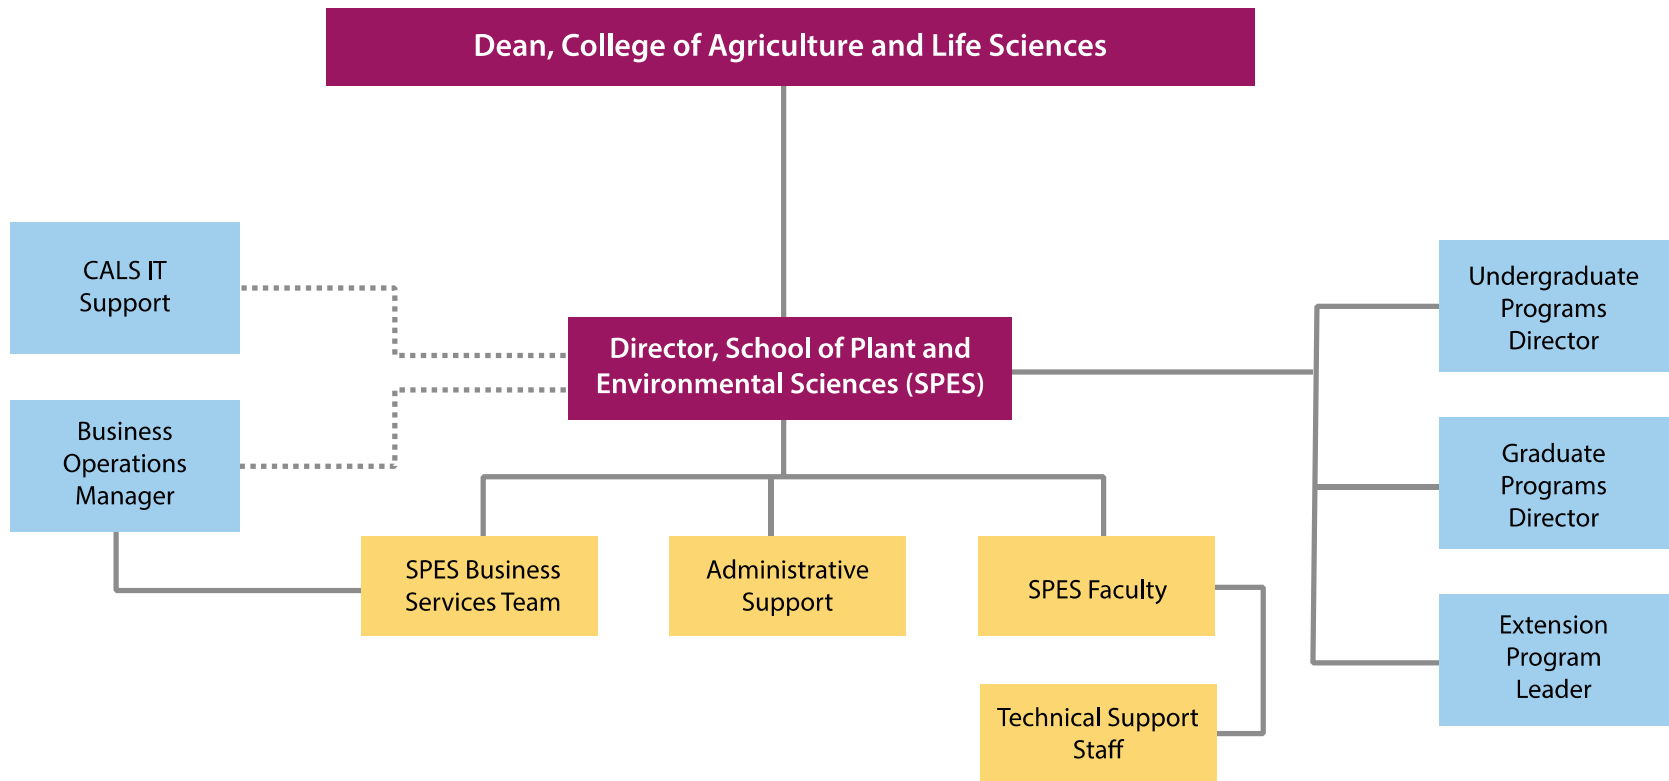 Dean, College of Agriculture and Life Sciences
CALS IT
Support
Undergraduate
Programs
Director
Director, School of Plant and
Environmental Sciences (SPES)
Business
Operations
Manager
Graduate
Programs
Director
SPES Business
Services Team
Administrative
Support
SPES Faculty
Extension
Program
Leader
Technical Support
Staff